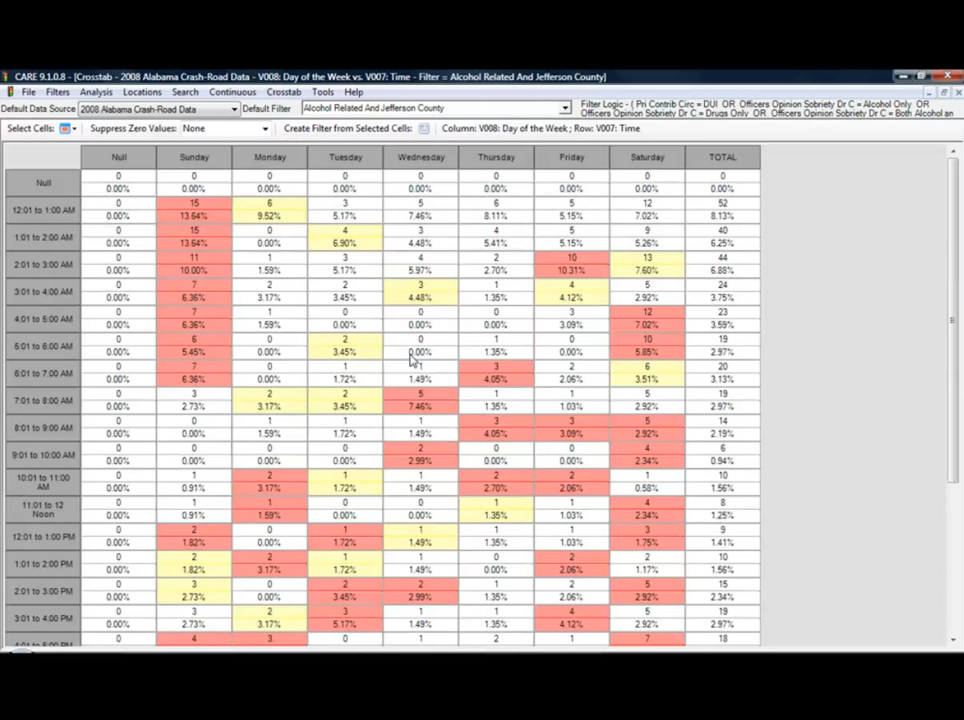 CARE 9.1.0.8 - [Crosstab - 2008 Alabama Crash-Road Data - V008: Day of the Week vs. V007: Time - Filter = Alcohol Related And Jefferson County]
File Filters Analysis Locations Search Continuous Crosstab Tools Help
Default Data Source 2008 Alabama Crash-Road Data Default Filter Alcohol Related And Jefferson County Filter Logic - ( Pri Contrib Circ = DUI OR Officers Opinion Sobriety Dr C = Alcohol Only OR
Officers Opinion Sobriety Dr C = Drugs Only OR Officers Opinion Sobriety Dr C = Both Alcohol an
Select Cells: Suppress Zero Values: None Create Filter from Selected Cells: Column: V008: Day of the Week ; Row: V007: Time
Null Sunday Monday Tuesday Wednesday Thursday Friday Saturday TOTAL
Null 0 0 0 0 0 0 0 0 0
0.00% 0.00% 0.00% 0.00% 0.00% 0.00% 0.00% 0.00% 0.00%
12:01 to 1:00 AM 0 15 6 3 5 6 5 12 52
0.00% 13.64% 9.52% 5.17% 7.46% 8.11% 5.15% 7.02% 8.13%
1:01 to 2:00 AM 0 15 0 4 3 4 5 9 40
0.00% 13.64% 0.00% 6.90% 4.48% 5.41% 5.15% 5.26% 6.25%
2:01 to 3:00 AM 0 11 1 3 4 2 10 13 44
0.00% 10.00% 1.59% 5.17% 5.97% 2.70% 10.31% 7.60% 6.88%
3:01 to 4:00 AM 0 7 2 2 3 1 4 5 24
0.00% 6.36% 3.17% 3.45% 4.48% 1.35% 4.12% 2.92% 3.75%
4:01 to 5:00 AM 0 7 1 0 0 0 3 12 23
0.00% 6.36% 1.59% 0.00% 0.00% 0.00% 3.09% 7.02% 3.59%
5:01 to 6:00 AM 0 6 0 2 0 1 0 10 19
0.00% 5.45% 0.00% 3.45% 0.00% 1.35% 0.00% 5.85% 2.97%
6:01 to 7:00 AM 0 7 0 1 1 3 2 6 20
0.00% 6.36% 0.00% 1.72% 1.49% 4.05% 2.06% 3.51% 3.13%
7:01 to 8:00 AM 0 3 2 2 5 1 1 5 19
0.00% 2.73% 3.17% 3.45% 7.46% 1.35% 1.03% 2.92% 2.97%
8:01 to 9:00 AM 0 0 1 1 1 3 3 5 14
0.00% 0.00% 1.59% 1.72% 1.49% 4.05% 3.09% 2.92% 2.19%
9:01 to 10:00 AM 0 0 0 0 2 0 0 4 6
0.00% 0.00% 0.00% 0.00% 2.99% 0.00% 0.00% 2.34% 0.94%
10:01 to 11:00 AM 0 1 2 1 1 2 2 1 10
0.00% 0.91% 3.17% 1.72% 1.49% 2.70% 2.06% 0.58% 1.56%
11:01 to 12 Noon 0 1 1 0 0 1 1 4 8
0.00% 0.91% 1.59% 0.00% 0.00% 1.35% 1.03% 2.34% 1.25%
12:01 to 1:00 PM 0 2 0 1 1 1 1 3 9
0.00% 1.82% 0.00% 1.72% 1.49% 1.35% 1.03% 1.75% 1.41%
1:01 to 2:00 PM 0 2 2 1 1 0 2 2 10
0.00% 1.82% 3.17% 1.72% 1.49% 0.00% 2.06% 1.17% 1.56%
2:01 to 3:00 PM 0 3 0 2 2 1 2 5 15
0.00% 2.73% 0.00% 3.45% 2.99% 1.35% 2.06% 2.92% 2.34%
3:01 to 4:00 PM 0 3 2 3 1 1 4 5 19
0.00% 2.73% 3.17% 5.17% 1.49% 1.35% 4.12% 2.92% 2.97%
4:01 to 5:00 PM 0 4 3 0 1 2 1 7 18